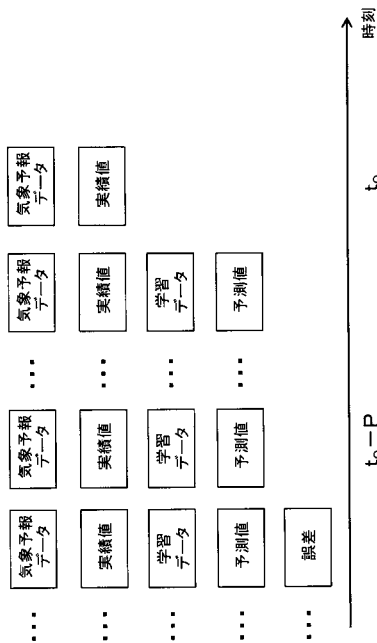 … 気象予報
データ
気象予報
データ
… 気象予報
データ
気象予報
データ
… 実績値 実績値 … 実績値 実績値
… 学習
データ
学習
データ
… 学習
データ
… 予測値 予測値 … 予測値
… 誤差
t₀−P t₀ 時刻